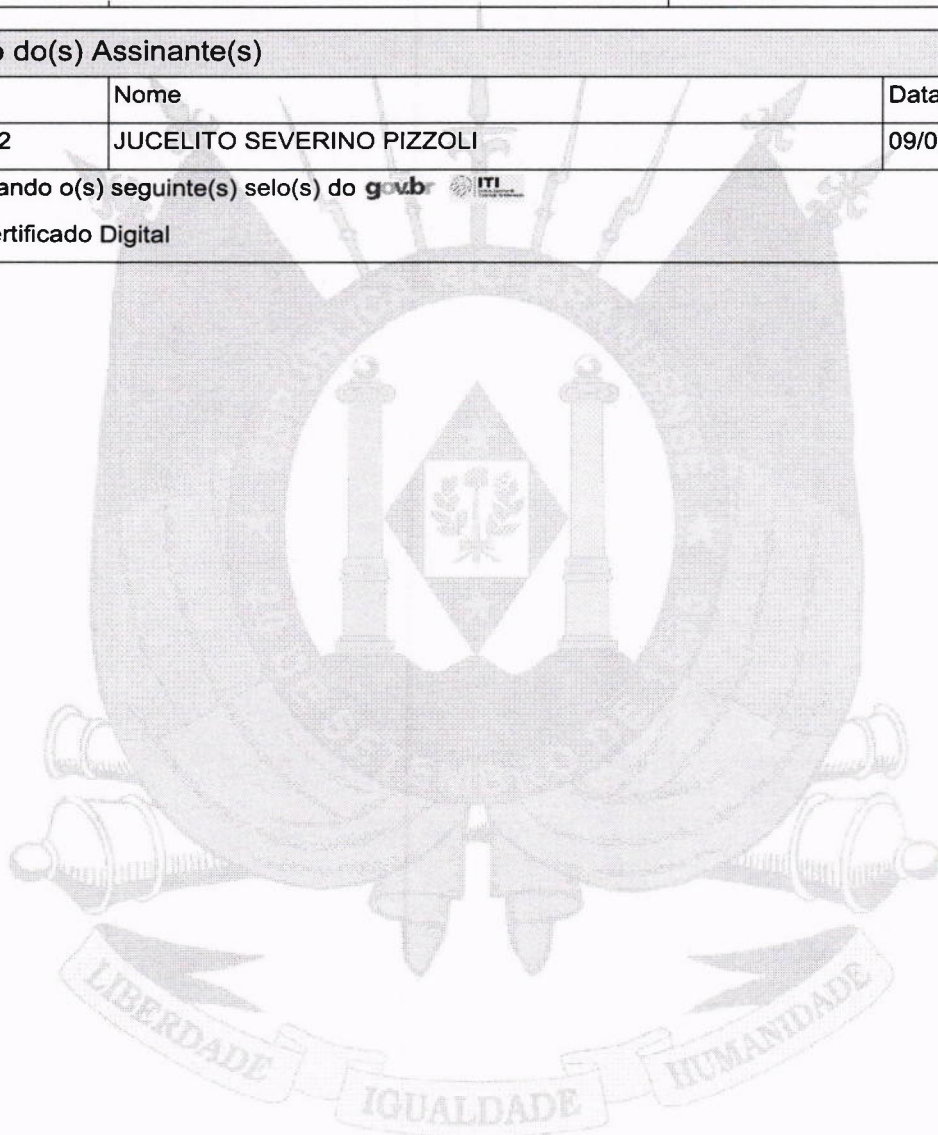 do(s) Assinante(s)
Nome Data
2 JUCELITO SEVERINO PIZZOLI 09/0
ando o(s) seguinte(s) selo(s) do gov.br ITI
ertificado Digital
LIBERDADE IGUALDADE HUMANIDADE